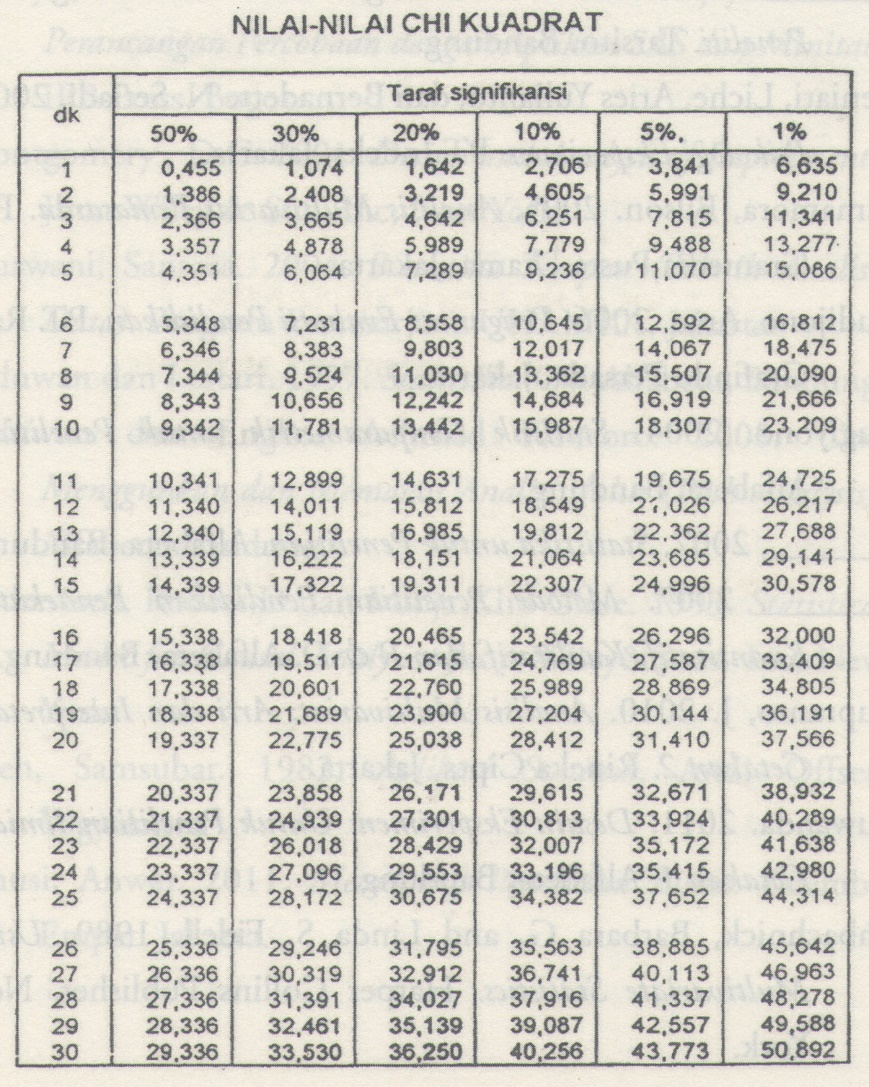 NILAI-NILAI CHI KUADRAT
dk Taraf signifikansi
50% 30% 20% 10% 5% 1%
1 0,455 1,074 1,642 2,706 3,841 6,635
2 1,386 2,408 3,219 4,605 5,991 9,210
3 2,366 3,665 4,642 6,251 7,815 11,341
4 3,357 4,878 5,989 7,779 9,488 13,277
5 4,351 6,064 7,289 9,236 11,070 15,086
6 5,348 7,231 8,558 10,645 12,592 16,812
7 6,346 8,383 9,803 12,017 14,067 18,475
8 7,344 9,524 11,030 13,362 15,507 20,090
9 8,343 10,656 12,242 14,684 16,919 21,666
10 9,342 11,781 13,442 15,987 18,307 23,209
11 10,341 12,899 14,631 17,275 19,675 24,725
12 11,340 14,011 15,812 18,549 21,026 26,217
13 12,340 15,119 16,985 19,812 22,362 27,688
14 13,339 16,222 18,151 21,064 23,685 29,141
15 14,339 17,322 19,311 22,307 24,996 30,578
16 15,338 18,418 20,465 23,542 26,296 32,000
17 16,338 19,511 21,615 24,769 27,587 33,409
18 17,338 20,601 22,760 25,989 28,869 34,805
19 18,338 21,689 23,900 27,204 30,144 36,191
20 19,337 22,775 25,038 28,412 31,410 37,566
21 20,337 23,858 26,171 29,615 32,671 38,932
22 21,337 24,939 27,301 30,813 33,924 40,289
23 22,337 26,018 28,429 32,007 35,172 41,638
24 23,337 27,096 29,553 33,196 35,415 42,980
25 24,337 28,172 30,675 34,382 37,652 44,314
26 25,336 29,246 31,795 35,563 38,885 45,642
27 26,336 30,319 32,912 36,741 40,113 46,963
28 27,336 31,391 34,027 37,916 41,337 48,278
29 28,336 32,461 35,139 39,087 42,557 49,588
30 29,336 33,530 36,250 40,256 43,773 50,892